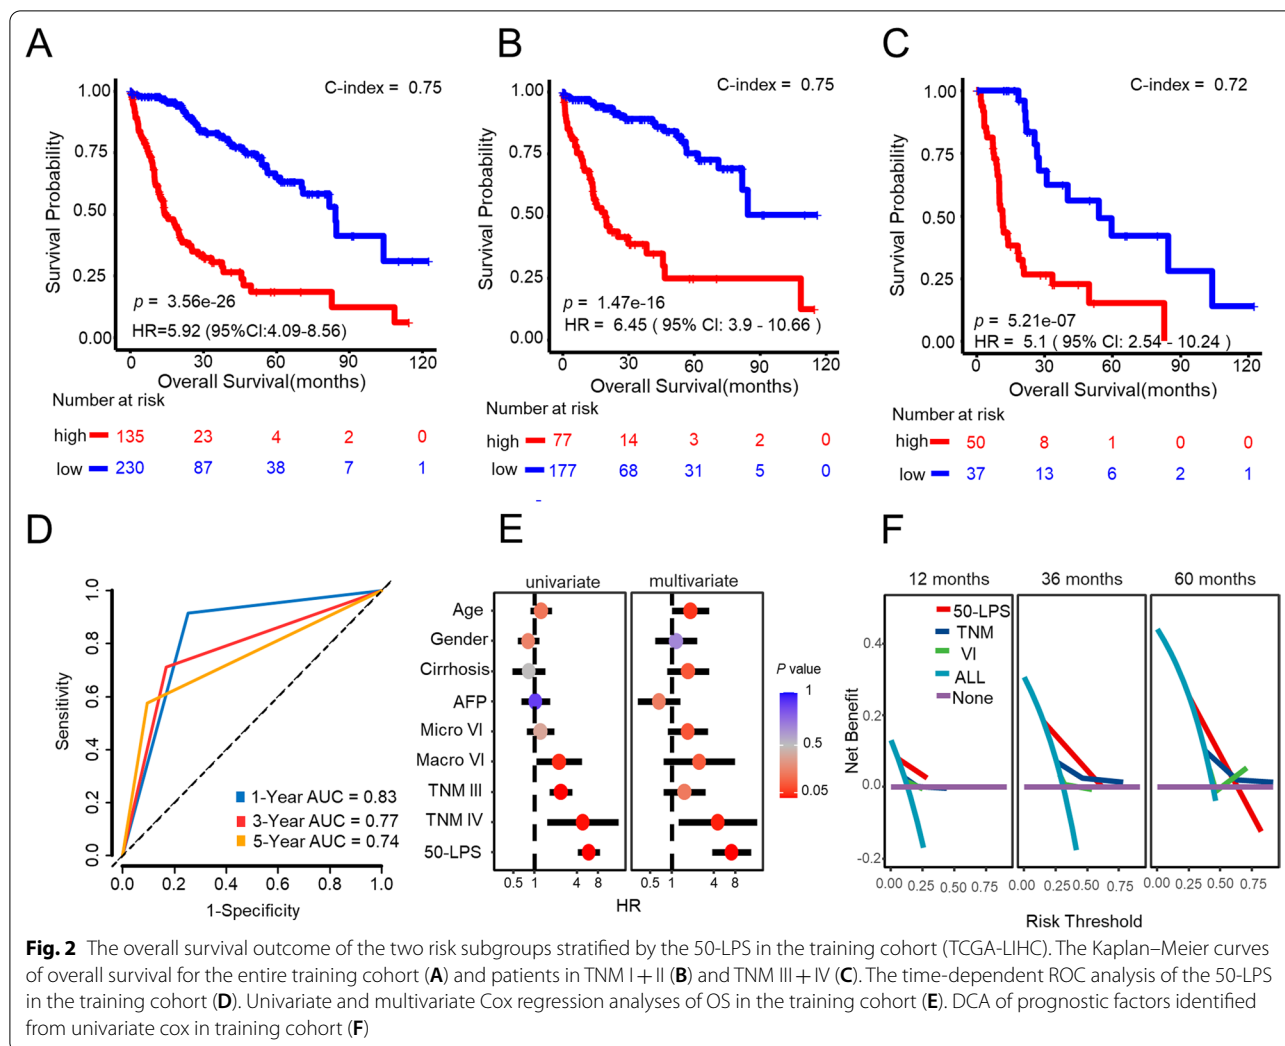 A
C-index = 0.75
Survival Probability
1.00
0.75
0.50
0.25
0.00
p = 3.56e-26
HR=5.92 (95%CI:4.09-8.56)
0 30 60 90 120
Overall Survival(months)
Number at risk
high 135 23 4 2 0
low 230 87 38 7 1
B
C-index = 0.75
Survival Probability
1.00
0.75
0.50
0.25
0.00
p = 1.47e-16
HR = 6.45 ( 95% CI: 3.9 - 10.66 )
0 30 60 90 120
Overall Survival(months)
Number at risk
high 77 14 3 2 0
low 177 68 31 5 0
C
C-index = 0.72
Survival Probability
1.00
0.75
0.50
0.25
0.00
p = 5.21e-07
HR = 5.1 ( 95% CI: 2.54 - 10.24 )
0 30 60 90 120
Overall Survival(months)
Number at risk
high 50 8 1 0 0
low 37 13 6 2 1
D
Sensitivity
1.0
0.8
0.6
0.4
0.2
0.0
1-Year AUC = 0.83
3-Year AUC = 0.77
5-Year AUC = 0.74
0.0 0.2 0.4 0.6 0.8 1.0
1-Specificity
E
univariate multivariate
Age
Gender
Cirrhosis
AFP
Micro VI
Macro VI
TNM III
TNM IV
50-LPS
0.5 1 4 8 0.5 1 4 8
HR
P value
1
0.5
0.05
F
12 months 36 months 60 months
Net Benefit
0.4
0.2
0.0
-0.2
50-LPS
TNM
VI
ALL
None
0.00 0.25 0.50 0.75 0.00 0.25 0.50 0.75 0.00 0.25 0.50 0.75
Risk Threshold
Fig. 2 The overall survival outcome of the two risk subgroups stratified by the 50-LPS in the training cohort (TCGA-LIHC). The Kaplan–Meier curves
of overall survival for the entire training cohort (A) and patients in TNM I + II (B) and TNM III + IV (C). The time-dependent ROC analysis of the 50-LPS
in the training cohort (D). Univariate and multivariate Cox regression analyses of OS in the training cohort (E). DCA of prognostic factors identified
from univariate cox in training cohort (F)